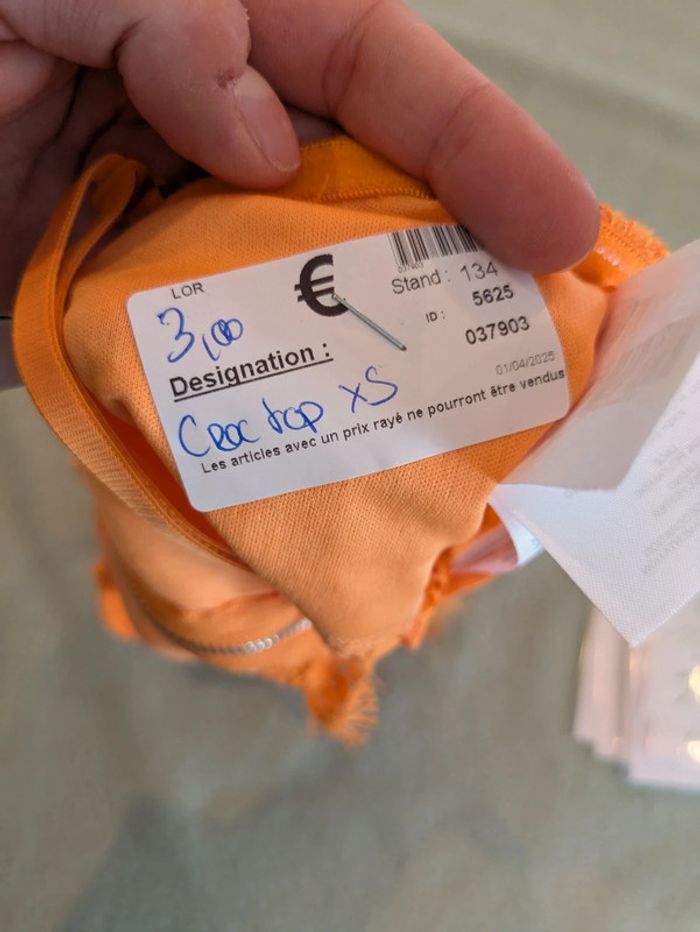 037903
LOR
€
Stand : 134
3,00
5625
ID :
037903
Designation :
01/04/2025
Croc top XS
Les articles avec un prix rayé ne pourront être vendus